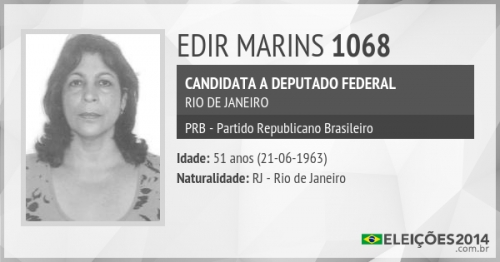 EDIR MARINS 1068
CANDIDATA A DEPUTADO FEDERAL
RIO DE JANEIRO
PRB - Partido Republicano Brasileiro
Idade: 51 anos (21-06-1963)
Naturalidade: RJ - Rio de Janeiro
ELEIÇÕES2014
.com.br